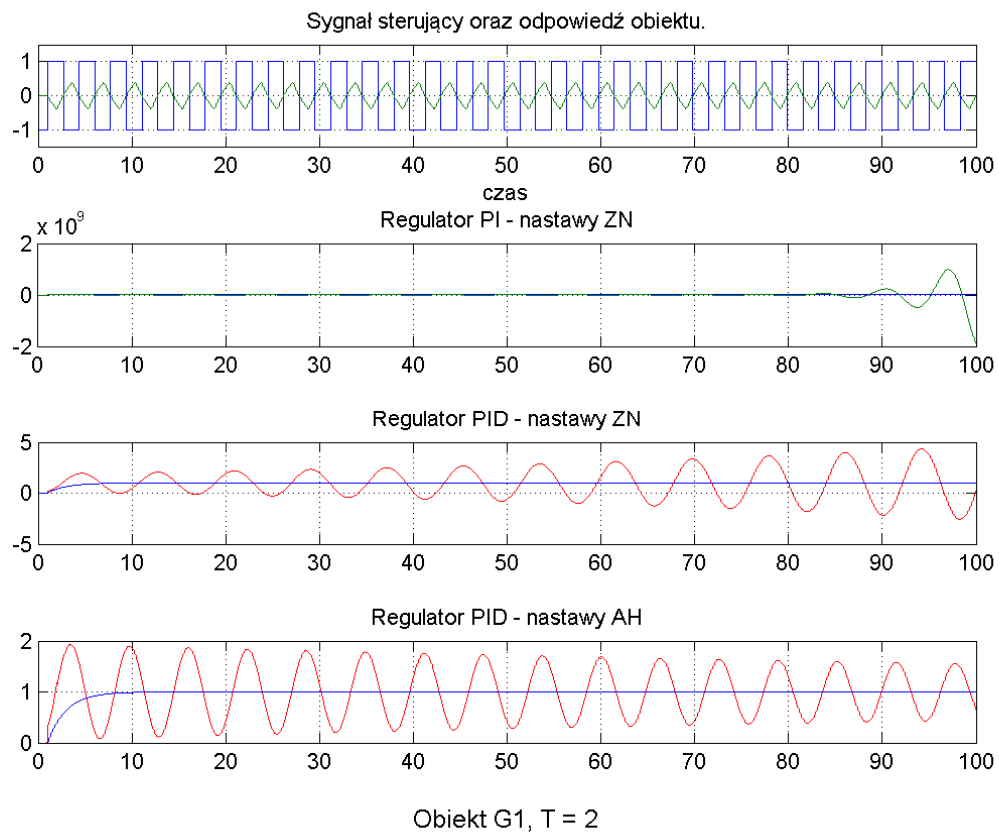 Sygnał sterujący oraz odpowiedź obiektu.
1
0
-1
0 10 20 30 40 50 60 70 80 90 100
czas
x 10^9
Regulator PI - nastawy ZN
2
0
-2
0 10 20 30 40 50 60 70 80 90 100
Regulator PID - nastawy ZN
5
0
-5
0 10 20 30 40 50 60 70 80 90 100
Regulator PID - nastawy AH
2
1
0
0 10 20 30 40 50 60 70 80 90 100
Obiekt G1, T = 2